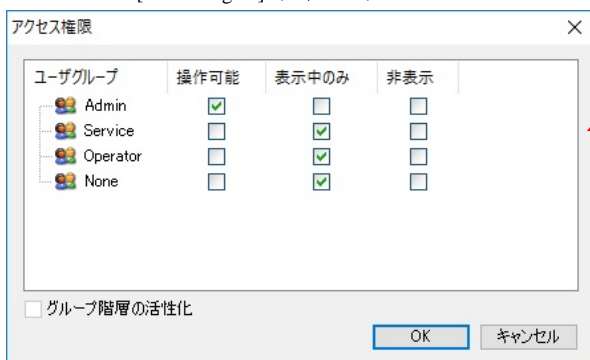 アクセス権限
ユーザグループ 操作可能 表示中のみ 非表示
Admin
Service
Operator
None
グループ階層の活性化
OK キャンセル